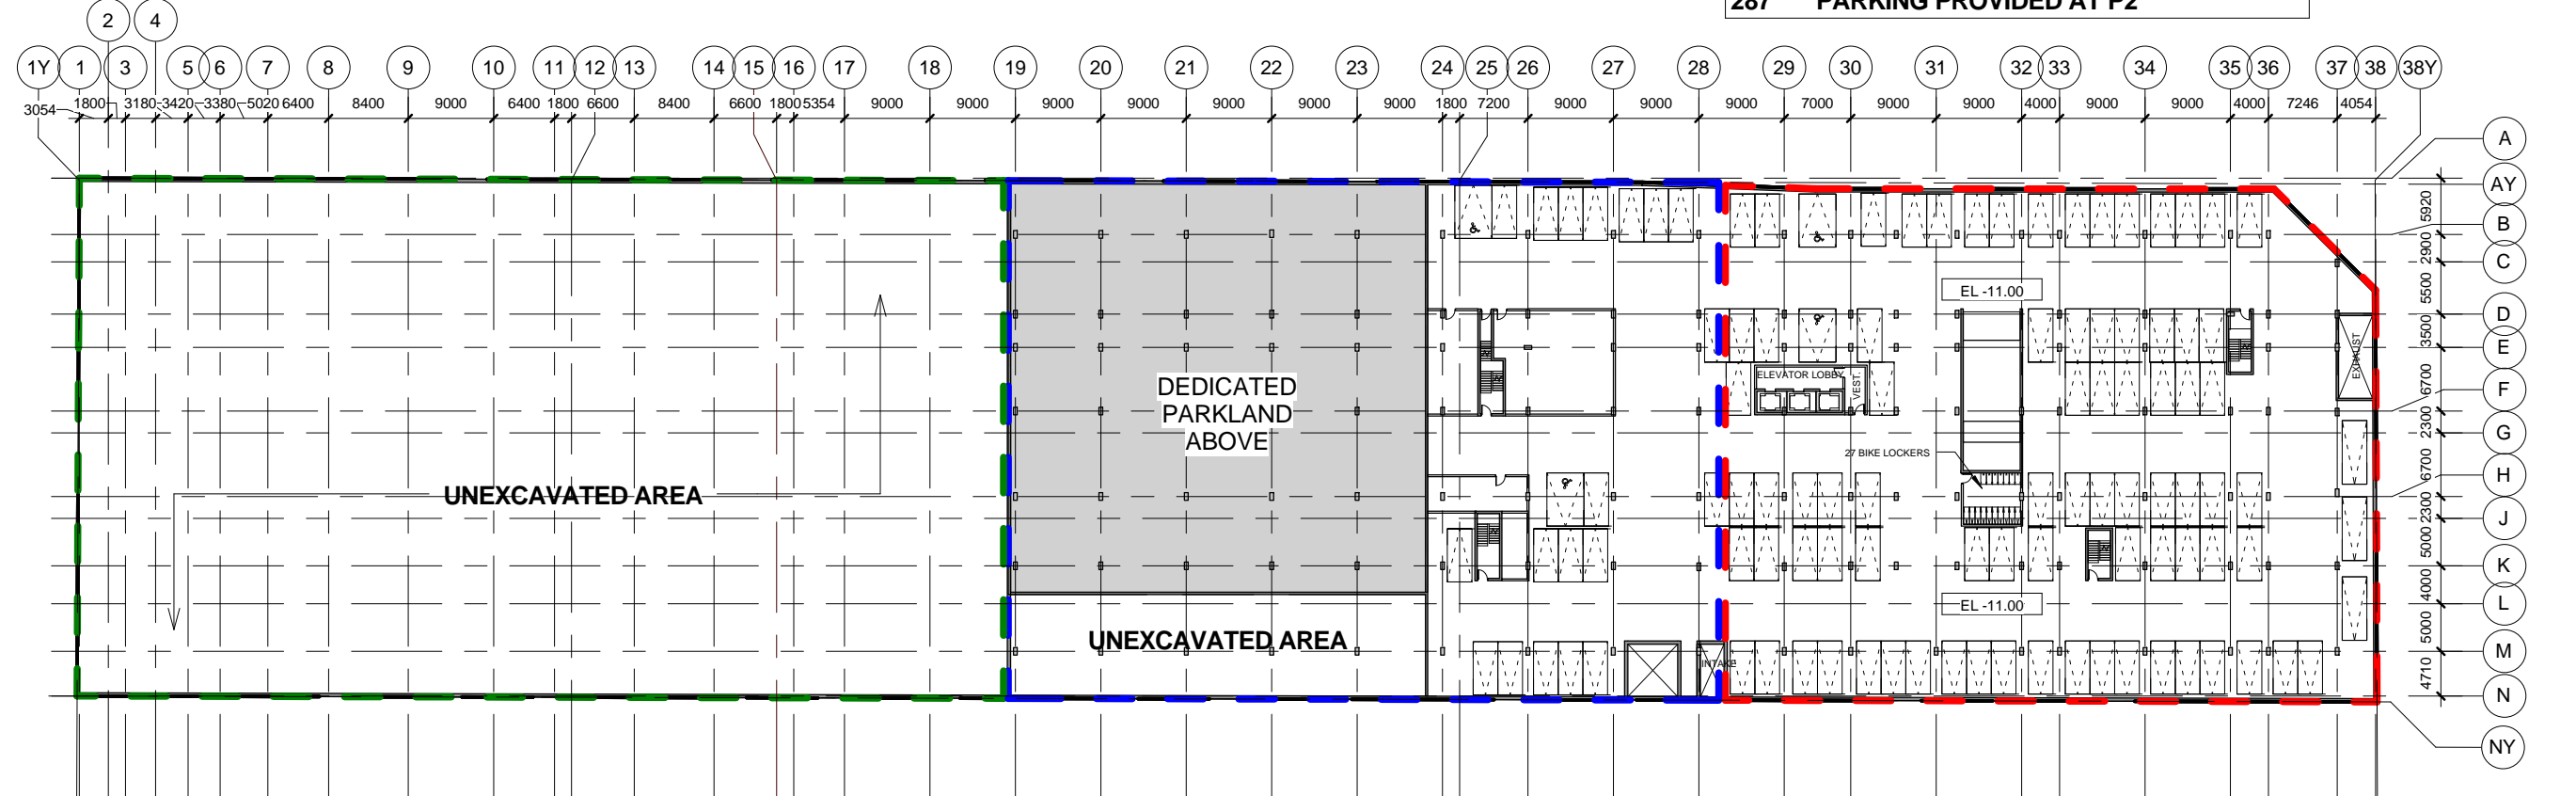 287 PARKING PROVIDED AT P2
2 4
1Y 1 3 5 6 7 8 9 10 11 12 13 14 15 16 17 18 19 20 21 22 23 24 25 26 27 28 29 30 31 32 33 34 35 36 37 38 38Y
3054 1800 3180 3420 3380 5020 6400 8400 9000 6400 1800 6600 8400 6600 1800 5354 9000 9000 9000 9000 9000 9000 9000 1800 7200 9000 9000 9000 7000 9000 9000 4000 9000 9000 4000 7246 4054
A
AY
5920
B
2900
C
EL -11.00
5500
D
3500
E
EXHAUST
ELEVATOR LOBBY
VEST.
DEDICATED
PARKLAND
ABOVE
6700
F
2300
G
27 BIKE LOCKERS
6700
H
UNEXCAVATED AREA
2300
J
5000
K
4000
EL -11.00
L
UNEXCAVATED AREA
5000
M
INTAKE
4710
N
NY